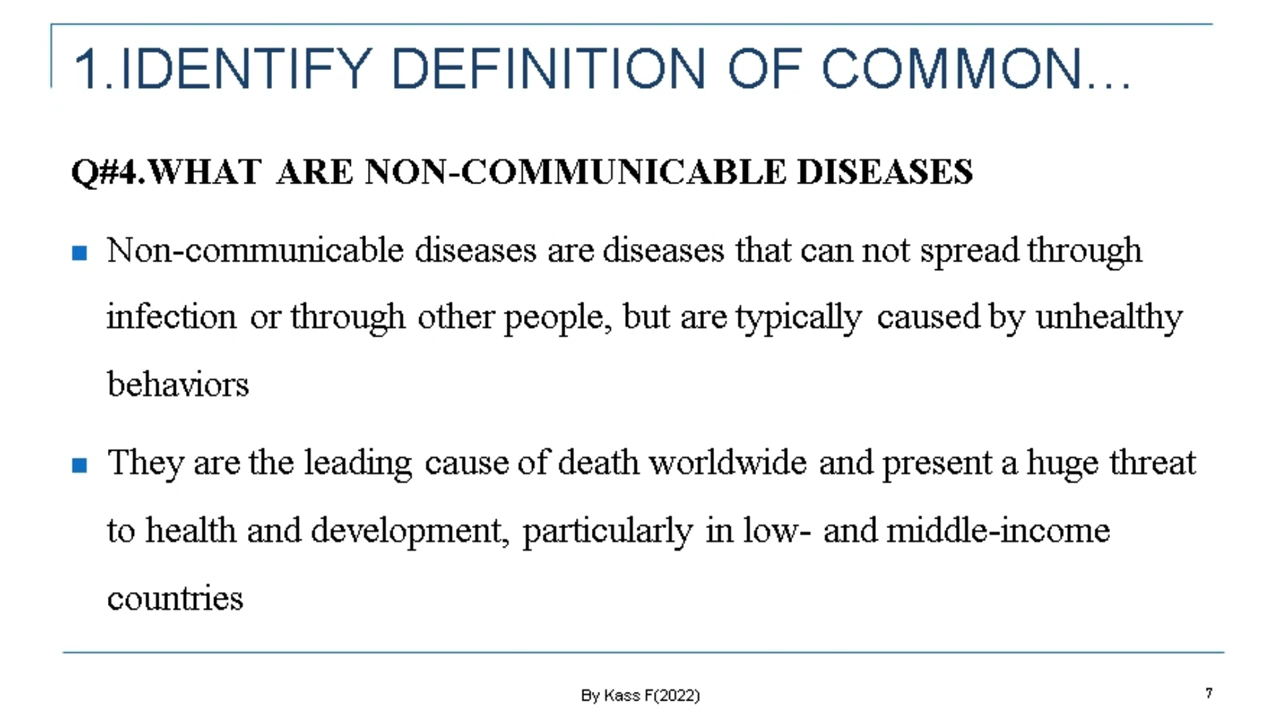 1.IDENTIFY DEFINITION OF COMMON...
Q#4.WHAT ARE NON-COMMUNICABLE DISEASES
Non-communicable diseases are diseases that can not spread through
infection or through other people, but are typically caused by unhealthy
behaviors
They are the leading cause of death worldwide and present a huge threat
to health and development, particularly in low- and middle-income
countries
By Kass F(2022)
7